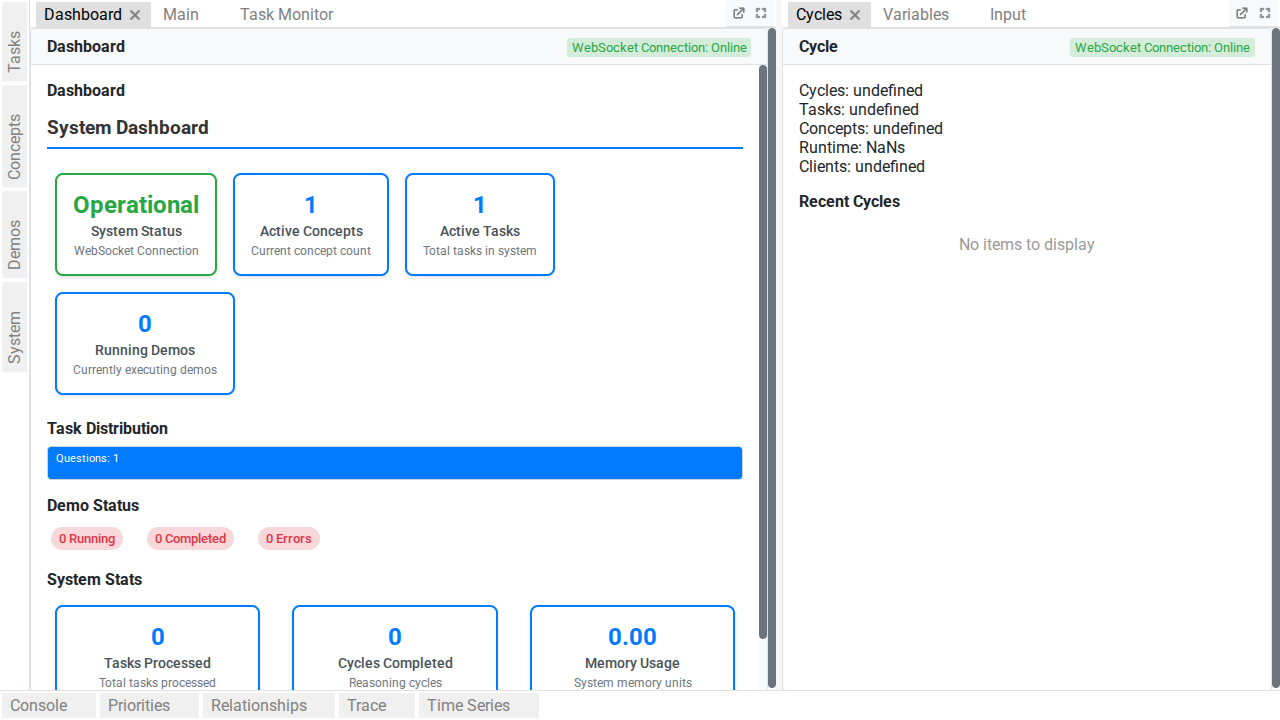 Dashboard
Main
Task Monitor
Cycles
Variables
Input
Tasks
Concepts
Demos
System
Dashboard
WebSocket Connection: Online
Dashboard
System Dashboard
Operational
System Status
WebSocket Connection
1
Active Concepts
Current concept count
1
Active Tasks
Total tasks in system
0
Running Demos
Currently executing demos
Task Distribution
Questions: 1
Demo Status
0 Running
0 Completed
0 Errors
System Stats
0
Tasks Processed
Total tasks processed
0
Cycles Completed
Reasoning cycles
0.00
Memory Usage
System memory units
Cycle
WebSocket Connection: Online
Cycles: undefined
Tasks: undefined
Concepts: undefined
Runtime: NaNs
Clients: undefined
Recent Cycles
No items to display
Console
Priorities
Relationships
Trace
Time Series